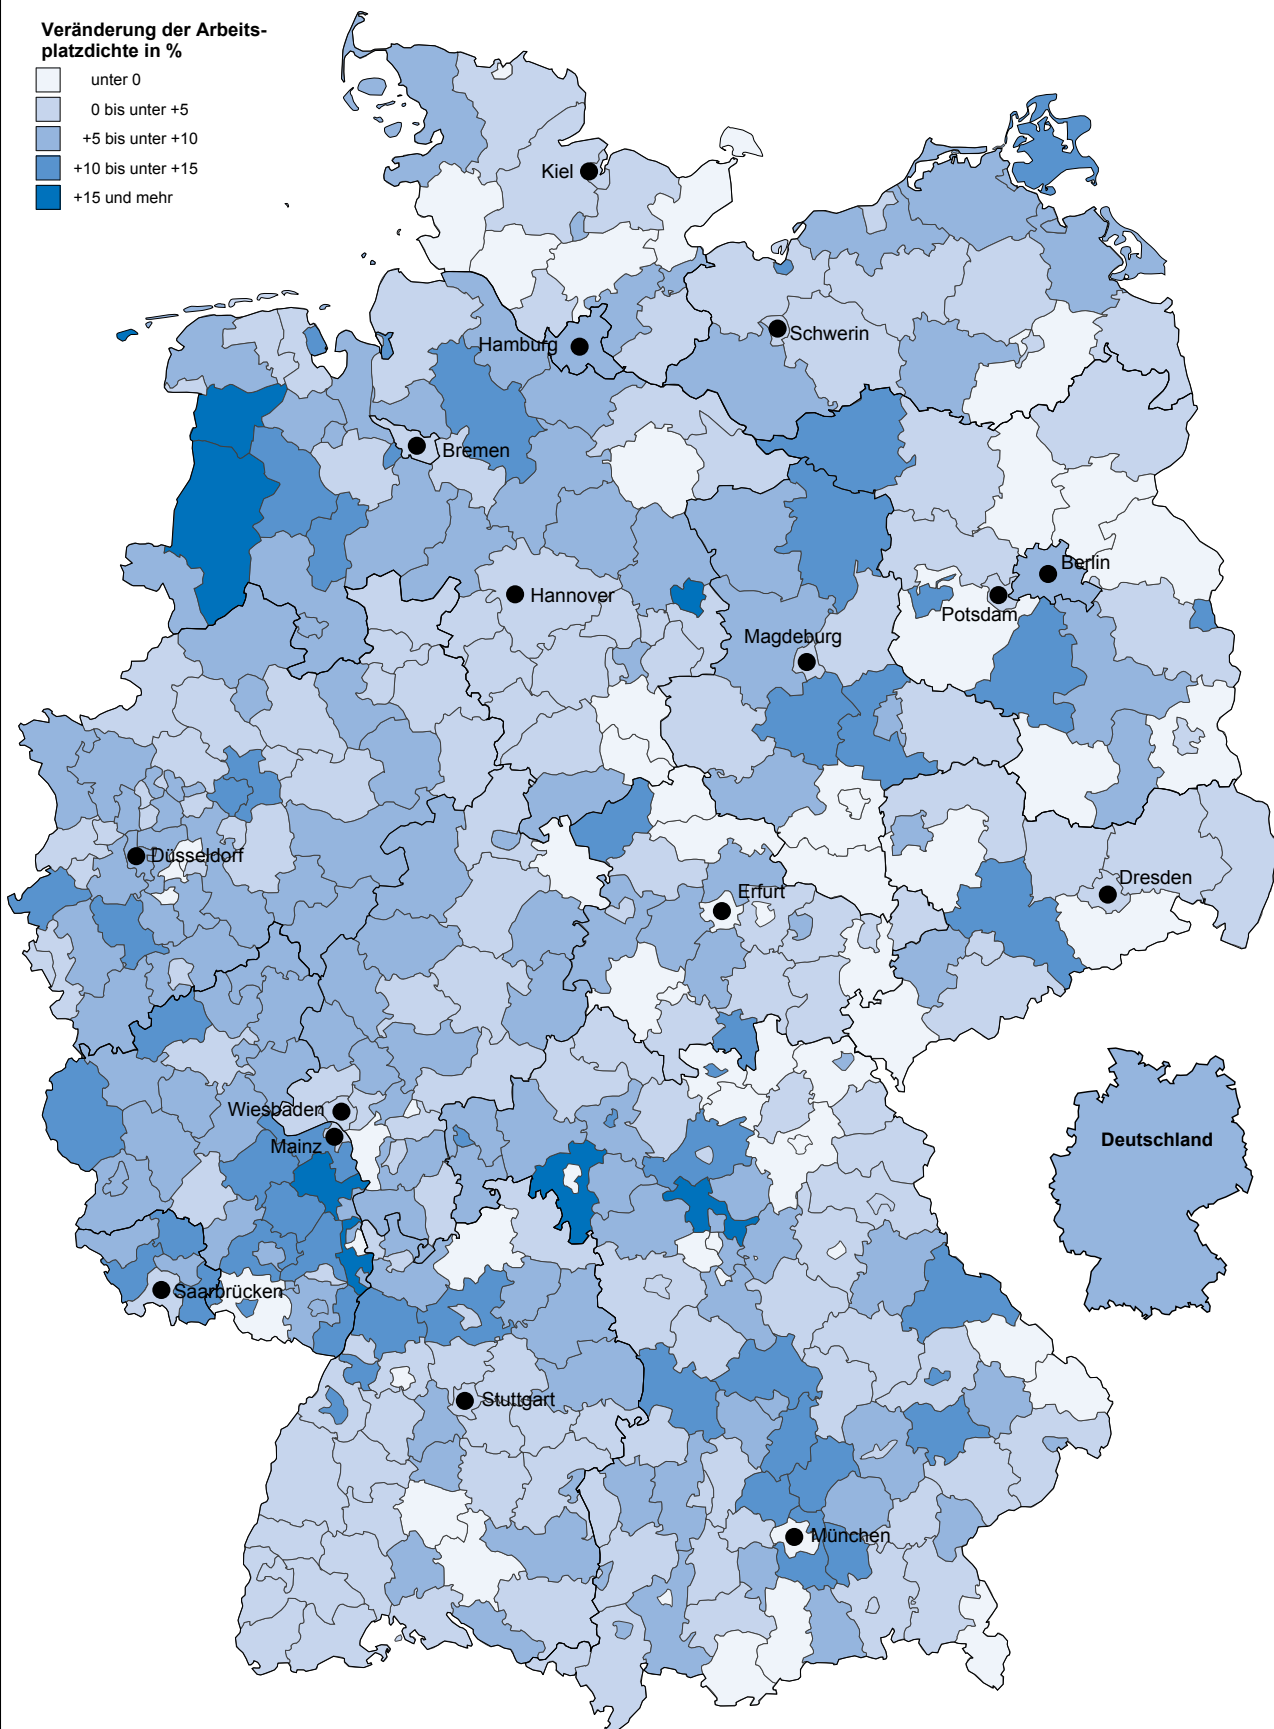 Veränderung der Arbeits-
platzdichte in %
unter 0
0 bis unter +5
+5 bis unter +10
+10 bis unter +15
+15 und mehr
Kiel
Schwerin
Hamburg
Bremen
Berlin
Hannover
Potsdam
Magdeburg
Düsseldorf
Dresden
Erfurt
Wiesbaden
Mainz
Deutschland
Saarbrücken
Stuttgart
München